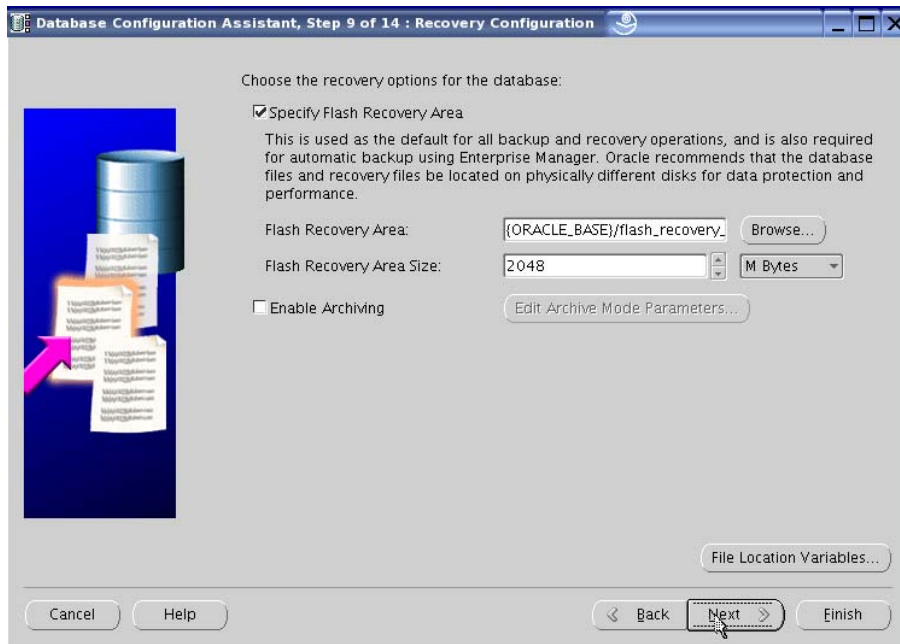 Database Configuration Assistant, Step 9 of 14 : Recovery Configuration
Choose the recovery options for the database:
Specify Flash Recovery Area
This is used as the default for all backup and recovery operations, and is also required
for automatic backup using Enterprise Manager. Oracle recommends that the database
files and recovery files be located on physically different disks for data protection and
performance.
Flash Recovery Area:
{ORACLE_BASE}/flash_recovery_
Browse...
Flash Recovery Area Size:
2048
M Bytes
Enable Archiving
Edit Archive Mode Parameters...
File Location Variables...
Cancel
Help
Back
Next
Finish